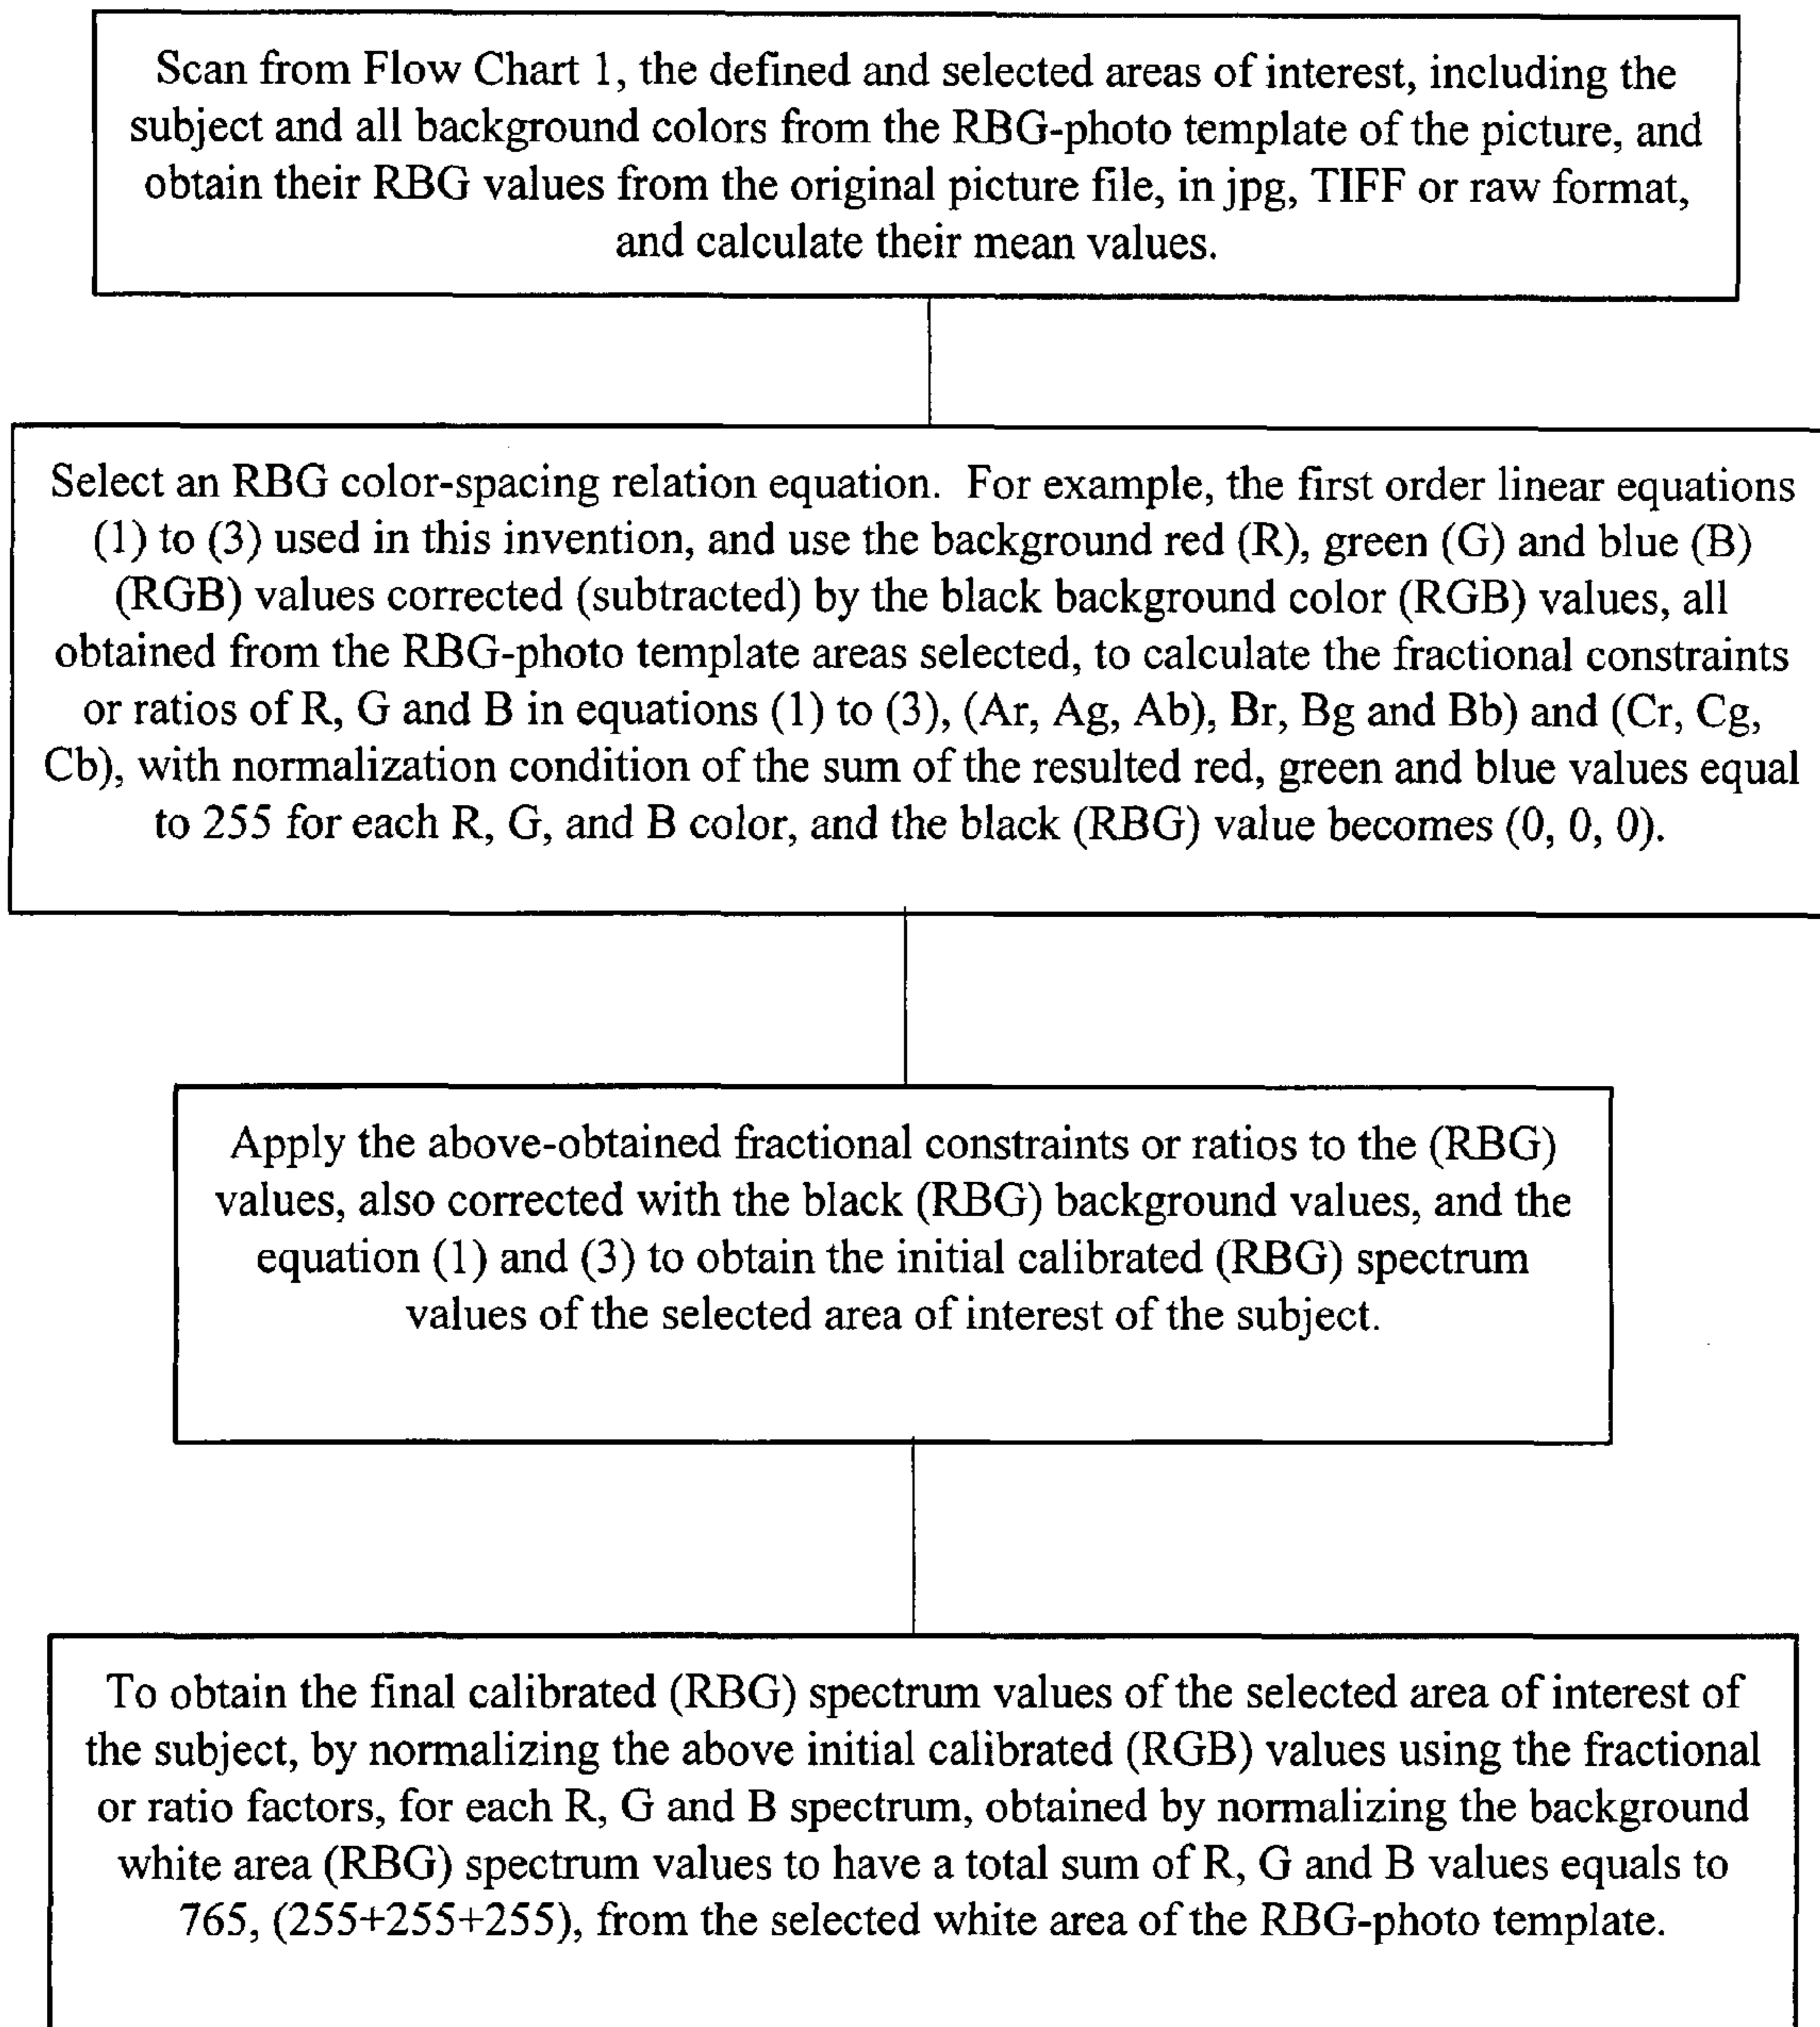 Scan from Flow Chart 1, the defined and selected areas of interest, including the
subject and all background colors from the RBG-photo template of the picture, and
obtain their RBG values from the original picture file, in jpg, TIFF or raw format,
and calculate their mean values.
Select an RBG color-spacing relation equation.  For example, the first order linear equations
(1) to (3) used in this invention, and use the background red (R), green (G) and blue (B)
(RGB) values corrected (subtracted) by the black background color (RGB) values, all
obtained from the RBG-photo template areas selected, to calculate the fractional constraints
or ratios of R, G and B in equations (1) to (3), (Ar, Ag, Ab), Br, Bg and Bb) and (Cr, Cg,
Cb), with normalization condition of the sum of the resulted red, green and blue values equal
to 255 for each R, G, and B color, and the black (RBG) value becomes (0, 0, 0).
Apply the above-obtained fractional constraints or ratios to the (RBG)
values, also corrected with the black (RBG) background values, and the
equation (1) and (3) to obtain the initial calibrated (RBG) spectrum
values of the selected area of interest of the subject.
To obtain the final calibrated (RBG) spectrum values of the selected area of interest of
the subject, by normalizing the above initial calibrated (RGB) values using the fractional
or ratio factors, for each R, G and B spectrum, obtained by normalizing the background
white area (RBG) spectrum values to have a total sum of R, G and B values equals to
765, (255+255+255), from the selected white area of the RBG-photo template.